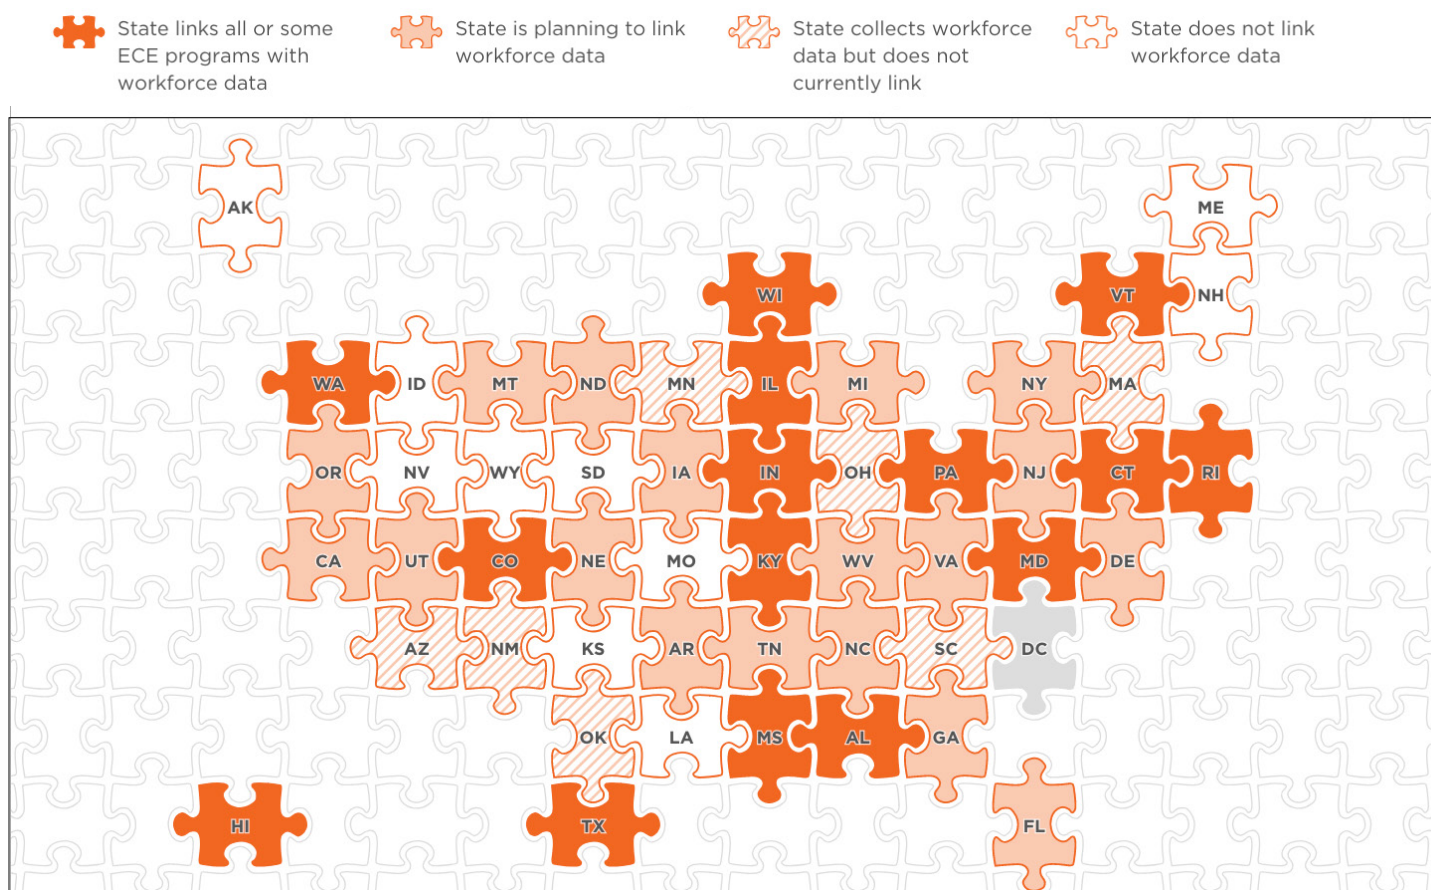 State links all or some
ECE programs with
workforce data
State is planning to link
workforce data
State collects workforce
data but does not
currently link
State does not link
workforce data
AK
ME
WI
VT
NH
WA
ID
MT
ND
MN
IL
MI
NY
MA
OR
NV
WY
SD
IA
IN
OH
PA
NJ
CT
RI
CA
UT
CO
NE
MO
KY
WV
VA
MD
DE
AZ
NM
KS
AR
TN
NC
SC
DC
OK
LA
MS
AL
GA
HI
TX
FL